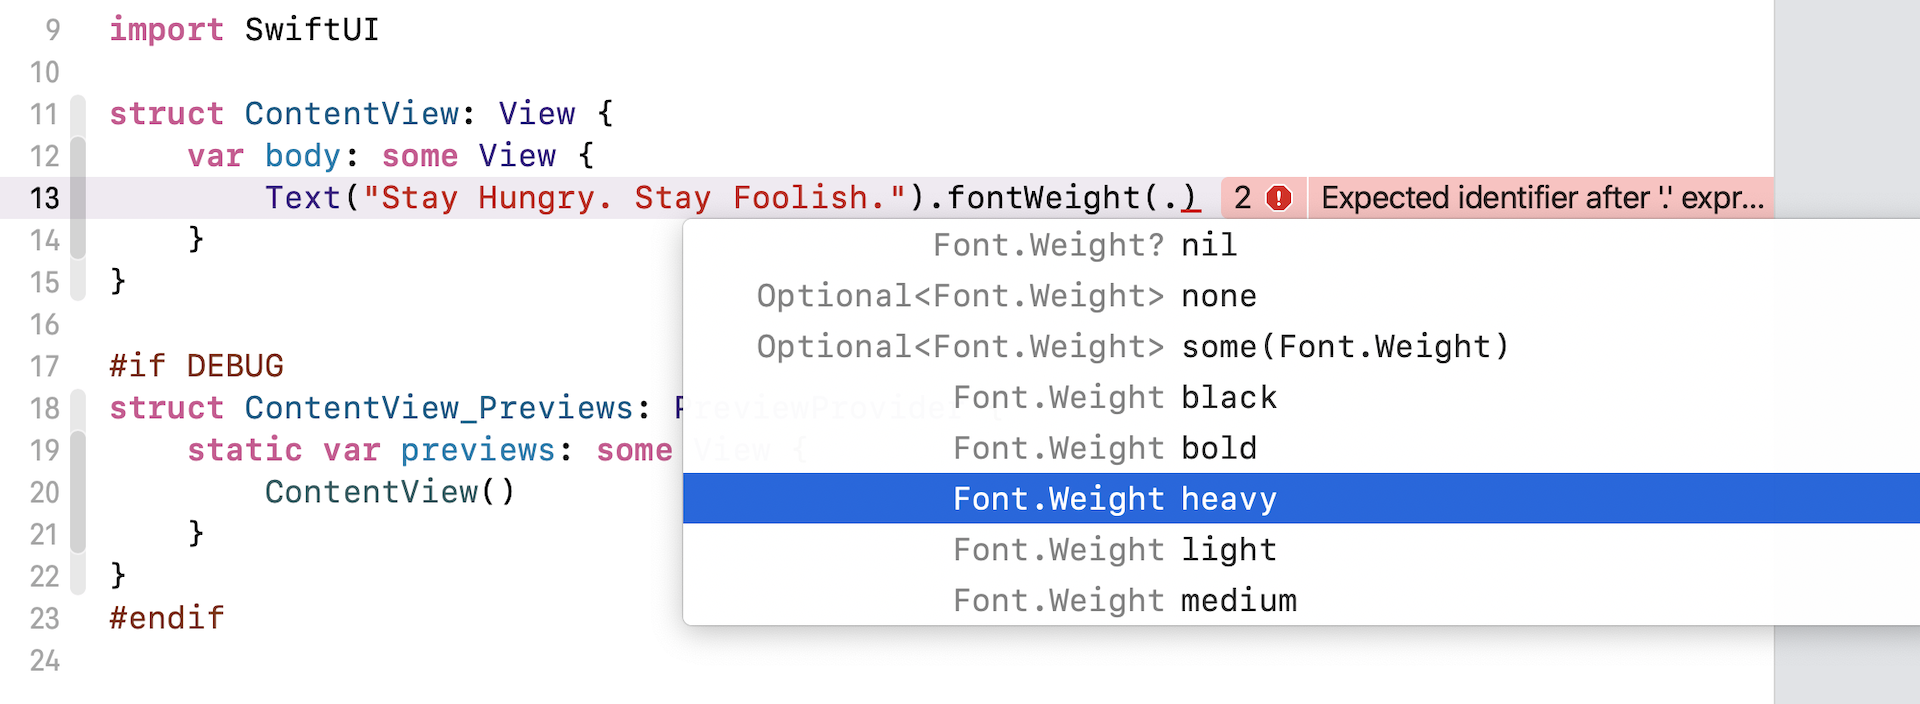 9 import SwiftUI
10
11 struct ContentView: View {
12 var body: some View {
13 Text("Stay Hungry. Stay Foolish.").fontWeight(.) 2 Expected identifier after '.' expr...
Font.Weight? nil
14 }
Optional<Font.Weight> none
15 }
16
Optional<Font.Weight> some(Font.Weight)
17 #if DEBUG
Font.Weight black
18 struct ContentView_Previews: PreviewProvider {
19 static var previews: some View {
Font.Weight bold
20 ContentView()
Font.Weight heavy
21 }
Font.Weight light
22 }
Font.Weight medium
23 #endif
24